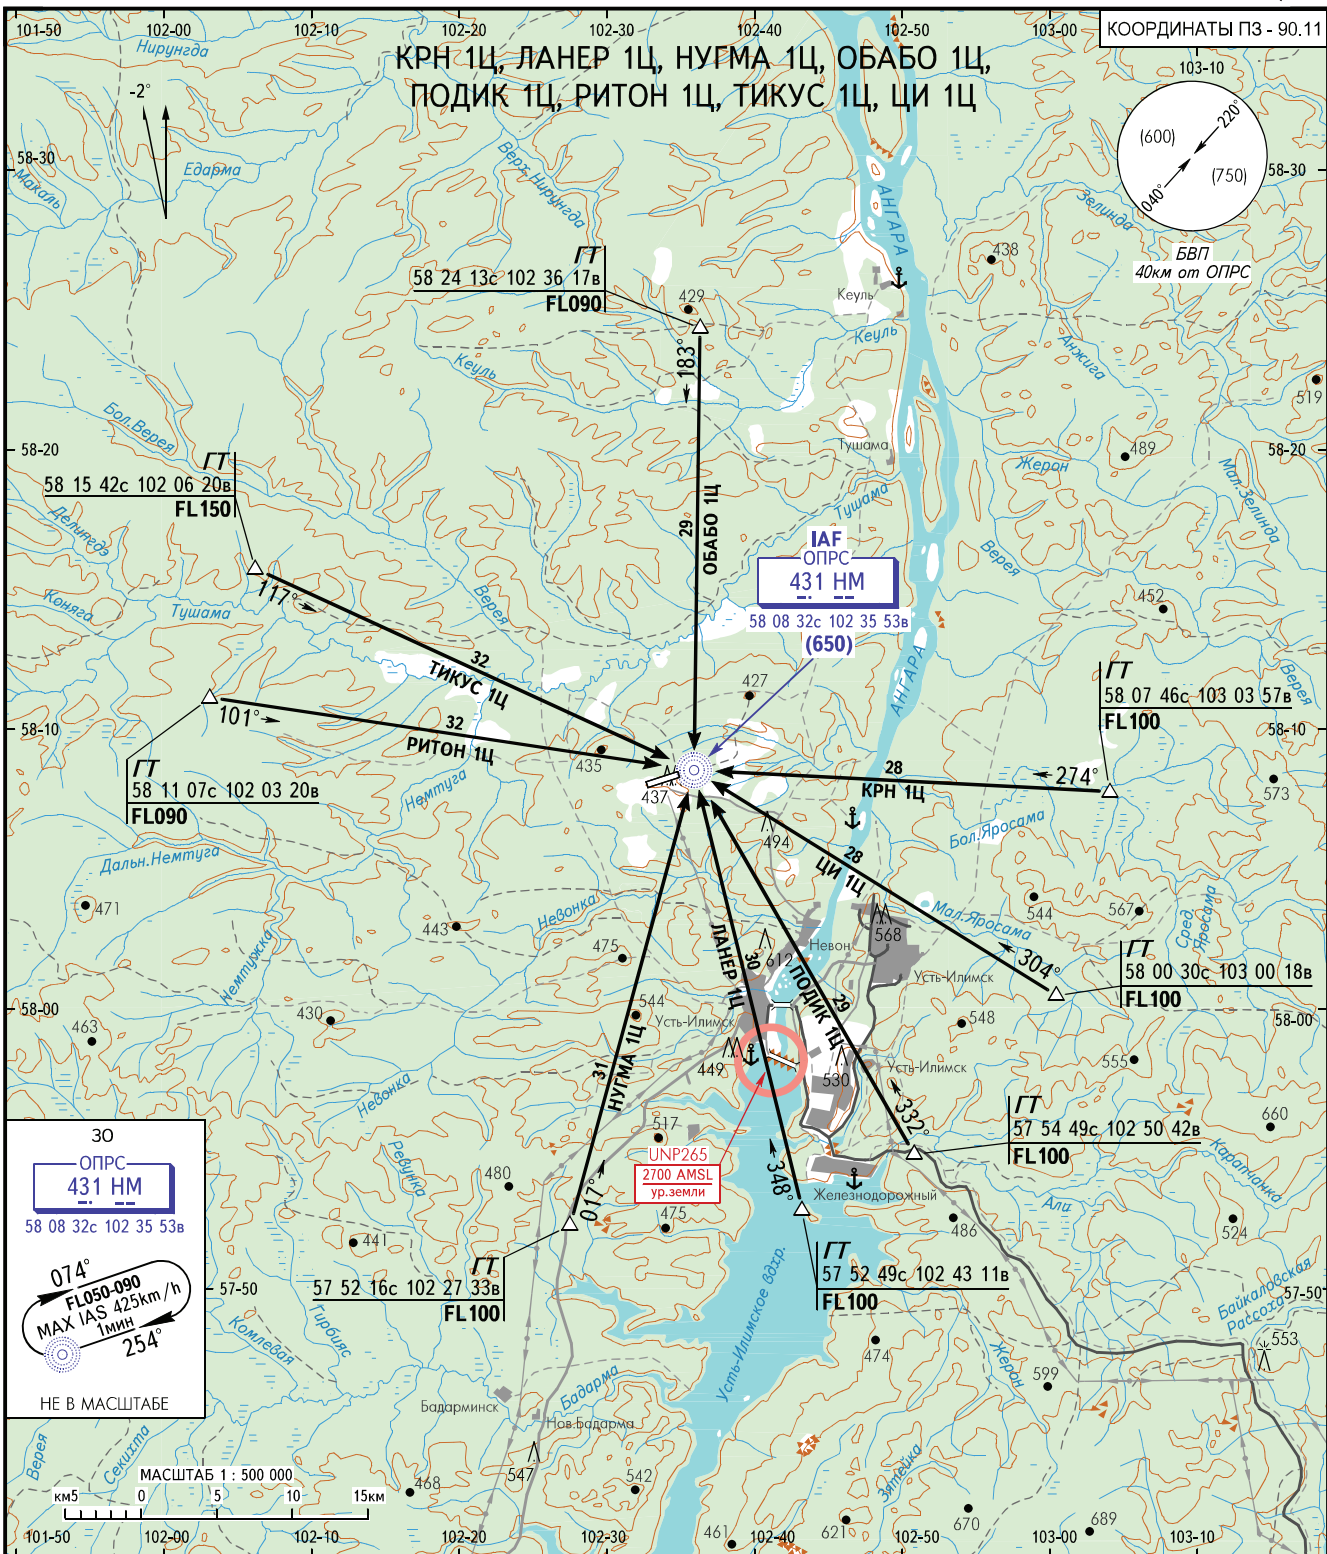 101-50
102-00
102-10
102-20
102-30
102-40
102-50
103-00
КООРДИНАТЫ ПЗ - 90.11
103-10
КРН 1Ц, ЛАНЕР 1Ц, НУГМА 1Ц, ОБАБО 1Ц,
ПОДИК 1Ц, РИТОН 1Ц, ТИКУС 1Ц, ЦИ 1Ц
Нирунгда
-2°
58-30
Макаль
Едарма
Верх.Нирунгда
АНГАРА
(600)
220°
(750)
040°
58-30
Зелинда
БВП
40км от ОПРС
438
ГТ
58 24 13с 102 36 17в
FL090
429
Кеуль
Кеуль
183°
Кеуль
Анжига
519
Бол.Верея
58-20
Тушама
489
58-20
Жерон
Мал.Зелинда
ГТ
58 15 42с 102 06 20в
FL150
Делингдэ
29
ОБАБО 1Ц
Тушама
IAF
ОПРС
431 НМ
58 08 32с 102 35 53в
(650)
Верея
117°
Коняга
Тушама
Верея
452
32
ТИКУС 1Ц
АНГАРА
427
ГТ
58 07 46с 103 03 57в
FL100
Верея
101°
32
РИТОН 1Ц
58-10
58-10
435
437
ГТ
58 11 07с 102 03 20в
FL090
Немтуга
28
КРН 1Ц
274°
573
494
Бол.Яросама
Дальн.Немтуга
28
ЦИ 1Ц
471
443
Невонка
544
567
Мал.Яросама
Сред.
Яросама
568
Невон
612
475
304°
ГТ
58 00 30с 103 00 18в
FL100
Немтужка
Усть-Илимск
ЛАНЕР 1Ц
30
ПОДИК 1Ц
29
58-00
544
430
463
Усть-Илимск
548
58-00
449
530
Усть-Илимск
555
31
НУГМА 1Ц
Невонка
332°
ГТ
57 54 49с 102 50 42в
FL100
660
517
UNP265
2700 AMSL
ур.земли
348°
Карапчанка
ЗО
ОПРС
431 НМ
58 08 32с 102 35 53в
Ревунка
480
017°
Железнодорожный
Али
475
486
524
441
074°
FL050-090
MAX IAS 425km/h
1мин
254°
НЕ В МАСШТАБЕ
57-50
ГТ
57 52 16с 102 27 33в
FL100
ГТ
57 52 49с 102 43 11в
FL100
Байкаловская
Рассоха
57-50
Комлевая
Гирбияс
Усть-Илимское вдхр.
474
Жерон
553
599
Бадарминск
Бадарма
Нов.Бадарма
Верея
Секихта
547
МАСШТАБ 1 : 500 000
км5
0
5
10
15км
468
542
Зятейка
461
621
670
689
101-50
102-00
102-10
102-20
102-30
102-40
102-50
103-00
103-10